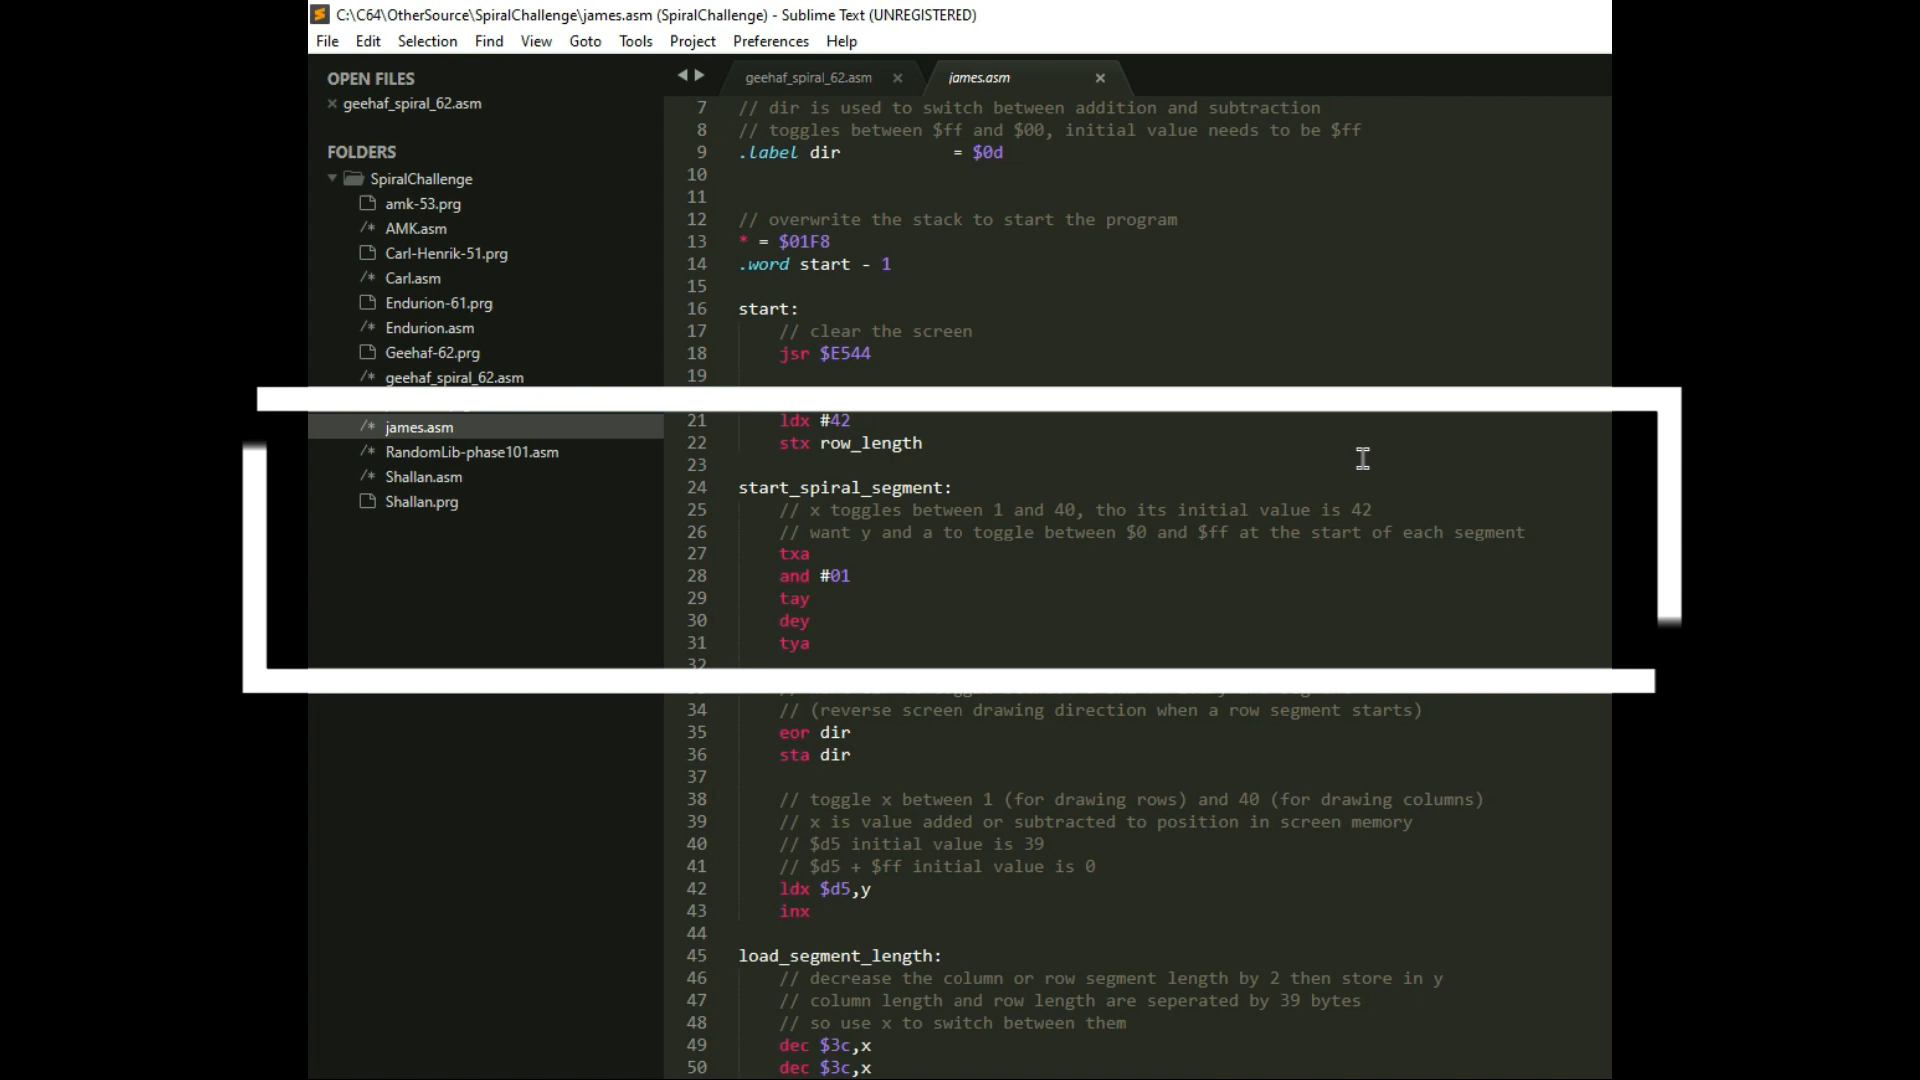 C:\C64\OtherSource\SpiralChallenge\james.asm (SpiralChallenge) - Sublime Text (UNREGISTERED)
File Edit Selection Find View Goto Tools Project Preferences Help
OPEN FILES
geehaf_spiral_62.asm
FOLDERS
SpiralChallenge
amk-53.prg
/* AMK.asm
Carl-Henrik-51.prg
/* Carl.asm
Endurion-61.prg
/* Endurion.asm
Geehaf-62.prg
/* geehaf_spiral_62.asm
/* james.asm
/* RandomLib-phase101.asm
/* Shallan.asm
Shallan.prg
geehaf_spiral_62.asm james.asm
7 // dir is used to switch between addition and subtraction
8 // toggles between $ff and $00, initial value needs to be $ff
9 .label dir = $0d
10
11
12 // overwrite the stack to start the program
13 * = $01F8
14 .word start - 1
15
16 start:
17 // clear the screen
18 jsr $E544
19
21 ldx #42
22 stx row_length
23
24 start_spiral_segment:
25 // x toggles between 1 and 40, tho its initial value is 42
26 // want y and a to toggle between $0 and $ff at the start of each segment
27 txa
28 and #01
29 tay
30 dey
31 tya
32
34 // (reverse screen drawing direction when a row segment starts)
35 eor dir
36 sta dir
37
38 // toggle x between 1 (for drawing rows) and 40 (for drawing columns)
39 // x is value added or subtracted to position in screen memory
40 // $d5 initial value is 39
41 // $d5 + $ff initial value is 0
42 ldx $d5,y
43 inx
44
45 load_segment_length:
46 // decrease the column or row segment length by 2 then store in y
47 // column length and row length are seperated by 39 bytes
48 // so use x to switch between them
49 dec $3c,x
50 dec $3c,x